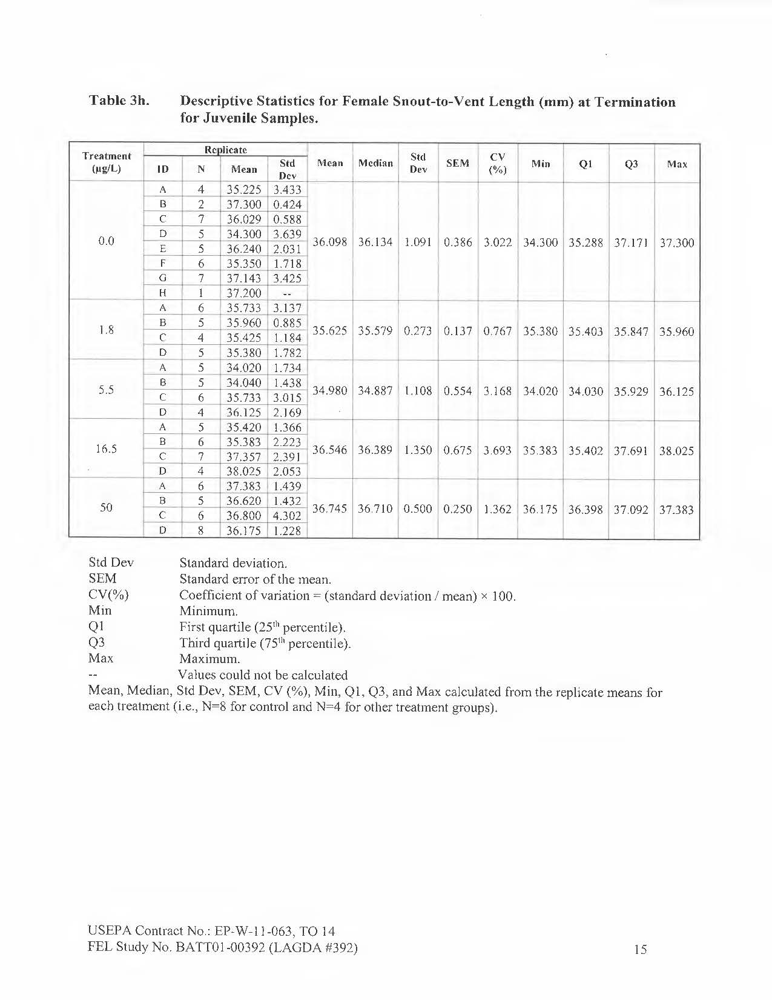 Table 3h. Descriptive Statistics for Female Snout-to-Vent Length (mm) at Termination
for Juvenile Samples.
Treatment (µg/L) Replicate Mean Median Std Dev SEM CV (%) Min Q1 Q3 Max
ID N Mean Std Dev
A 4 35.225 3.433
B 2 37.300 0.424
C 7 36.029 0.588
D 5 34.300 3.639
0.0 36.098 36.134 1.091 0.386 3.022 34.300 35.288 37.171 37.300
E 5 36.240 2.031
F 6 35.350 1.718
G 7 37.143 3.425
H 1 37.200 --
A 6 35.733 3.137
B 5 35.960 0.885
1.8 35.625 35.579 0.273 0.137 0.767 35.380 35.403 35.847 35.960
C 4 35.425 1.184
D 5 35.380 1.782
A 5 34.020 1.734
B 5 34.040 1.438
5.5 34.980 34.887 1.108 0.554 3.168 34.020 34.030 35.929 36.125
C 6 35.733 3.015
D 4 36.125 2.169
A 5 35.420 1.366
B 6 35.383 2.223
16.5 36.546 36.389 1.350 0.675 3.693 35.383 35.402 37.691 38.025
C 7 37.357 2.391
D 4 38.025 2.053
A 6 37.383 1.439
B 5 36.620 1.432
50 36.745 36.710 0.500 0.250 1.362 36.175 36.398 37.092 37.383
C 6 36.800 4.302
D 8 36.175 1.228
Std Dev Standard deviation.
SEM Standard error of the mean.
CV(%) Coefficient of variation = (standard deviation / mean) × 100.
Min Minimum.
Q1 First quartile (25th percentile).
Q3 Third quartile (75th percentile).
Max Maximum.
-- Values could not be calculated
Mean, Median, Std Dev, SEM, CV (%), Min, Q1, Q3, and Max calculated from the replicate means for
each treatment (i.e., N=8 for control and N=4 for other treatment groups).
USEPA Contract No.: EP-W-11-063, TO 14
FEL Study No. BATT01-00392 (LAGDA #392) 15